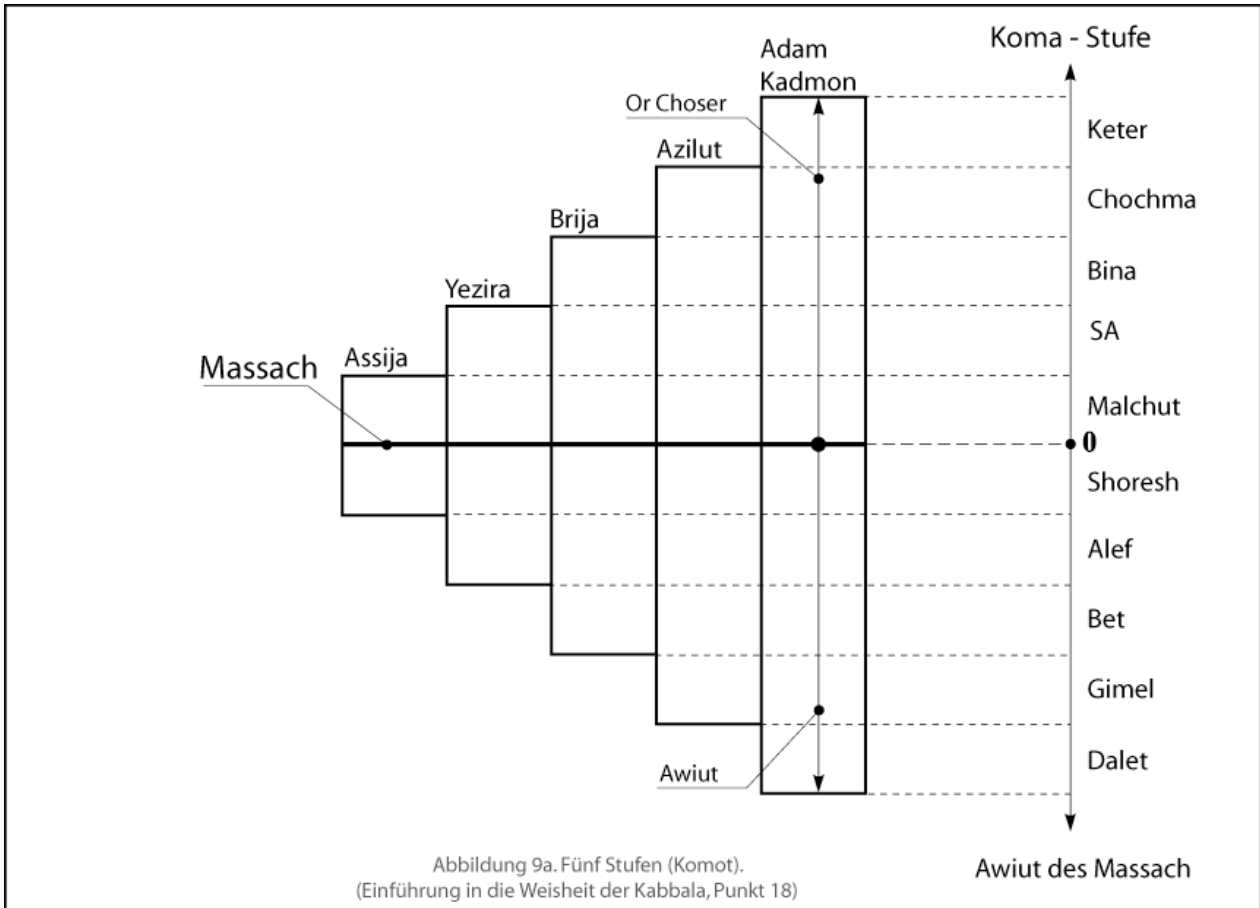 Koma - Stufe
Adam
Kadmon
Or Choser
Keter
Azilut
Chochma
Brija
Bina
Yezira
SA
Massach
Assija
Malchut
0
Shoresh
Alef
Bet
Gimel
Awiut
Dalet
Abbildung 9a. Fünf Stufen (Komot).
(Einführung in die Weisheit der Kabbala, Punkt 18)
Awiut des Massach